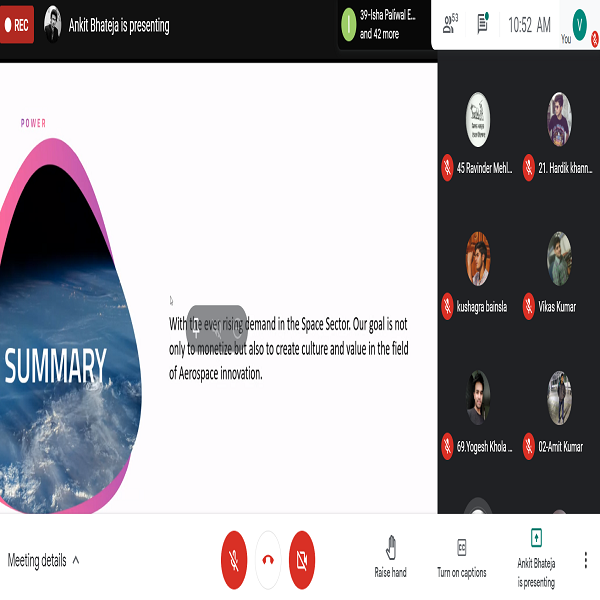 REC
Ankit Bhateja is presenting
39-Isha Paliwal E...
and 42 more
53
10:52 AM
You
V
I
POWER
45 Ravinder Mehl...
21. Hardik khann...
kushagra bainsla
Vikas Kumar
With the ever rising demand in the Space Sector. Our goal is not
only to monetize but also to create culture and value in the field
of Aerospace innovation.
SUMMARY
69.Yogesh Khola ...
02-Amit Kumar
Meeting details
Raise hand
Turn on captions
Ankit Bhateja
is presenting